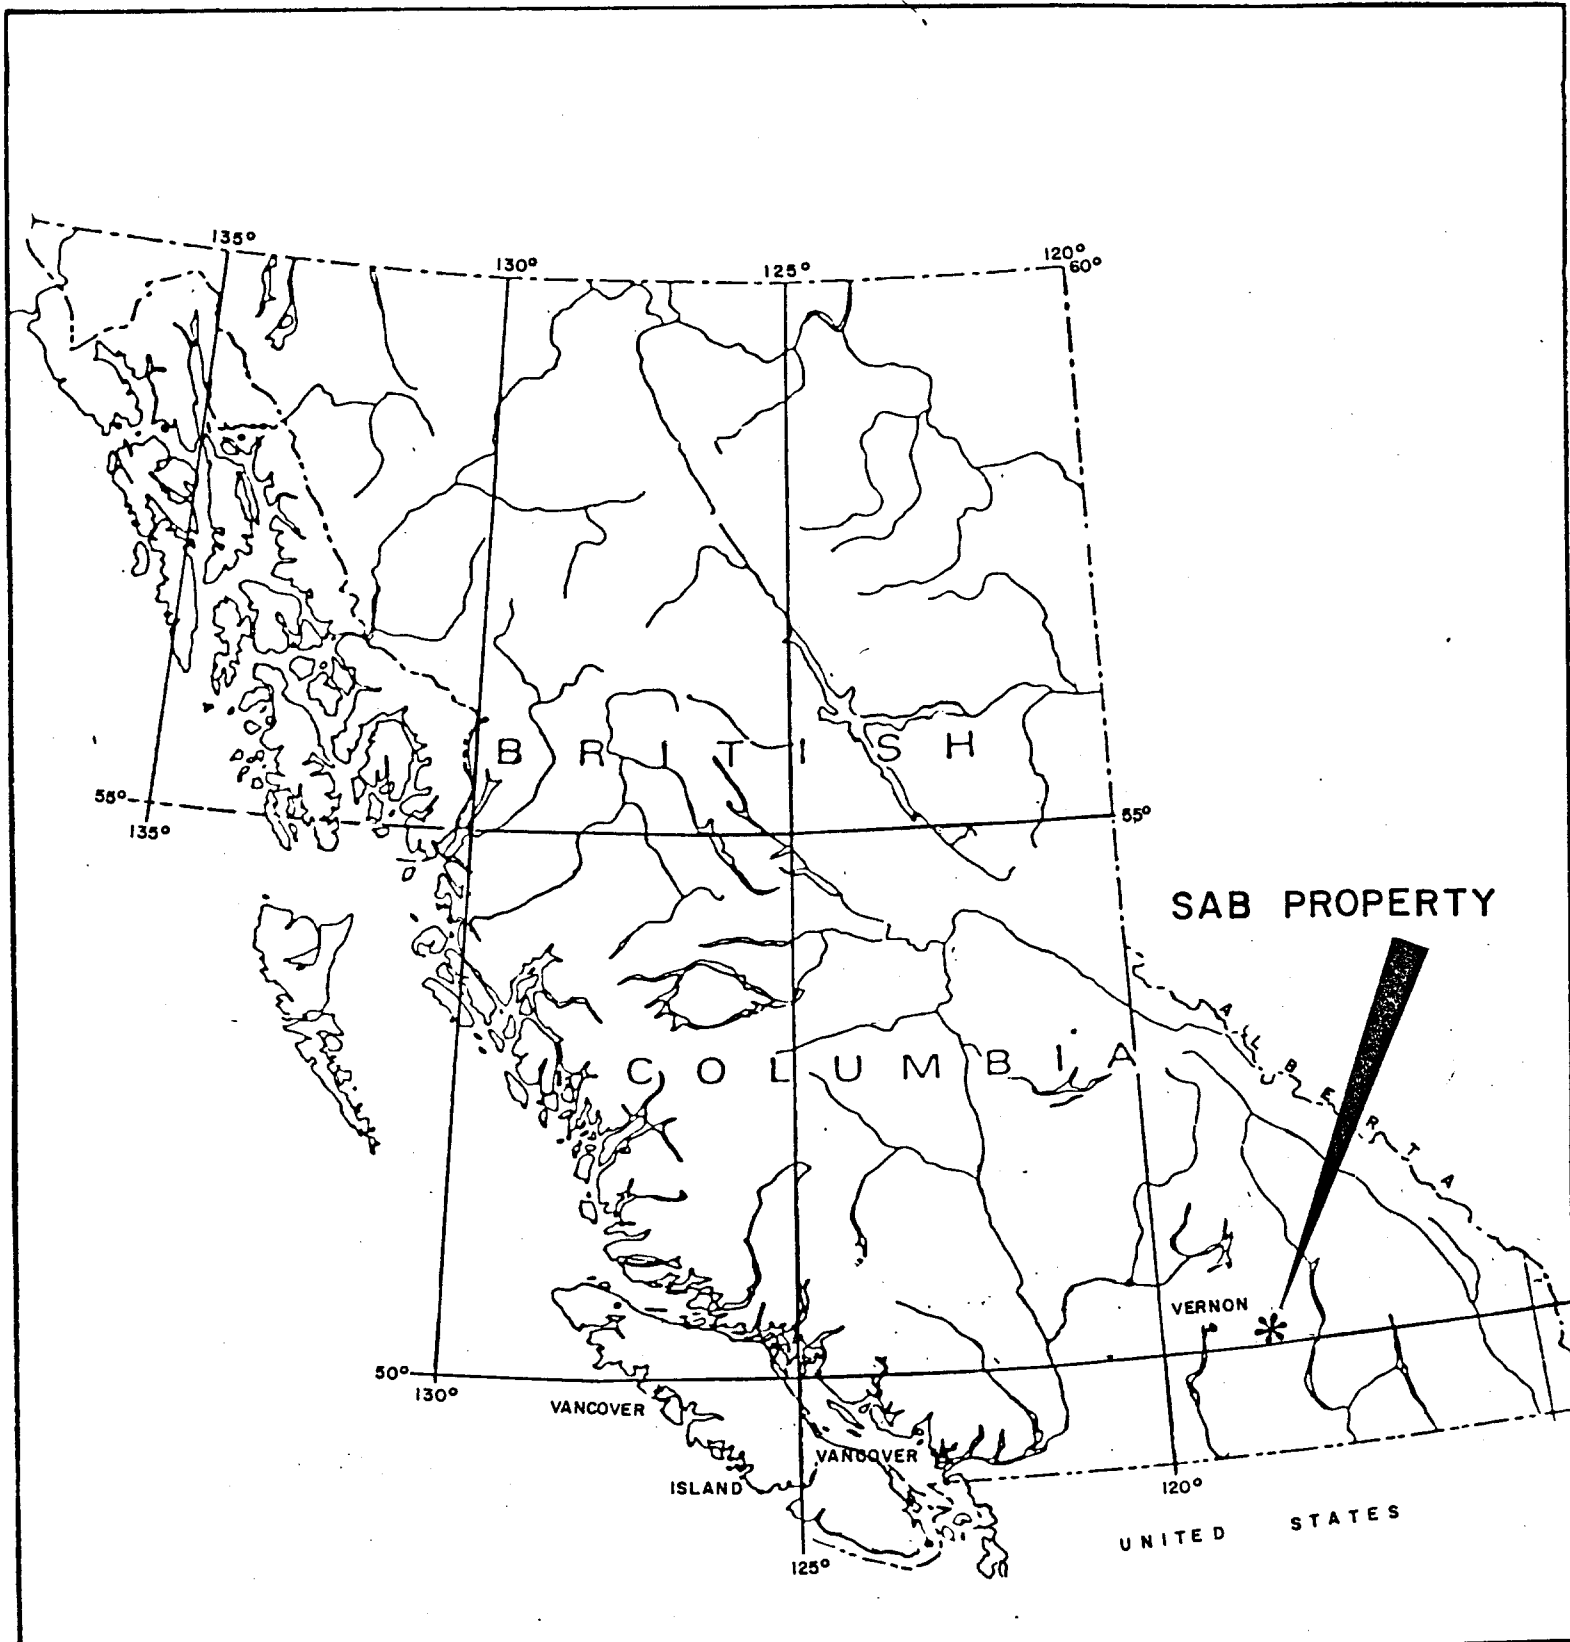 135°
130°
125°
120°
60°
BRITISH
55°
135°
55°
SAB PROPERTY
ALBERTA
COLUMBIA
VERNON
50°
130°
VANCOVER
ISLAND
VANCOVER
120°
UNITED STATES
125°